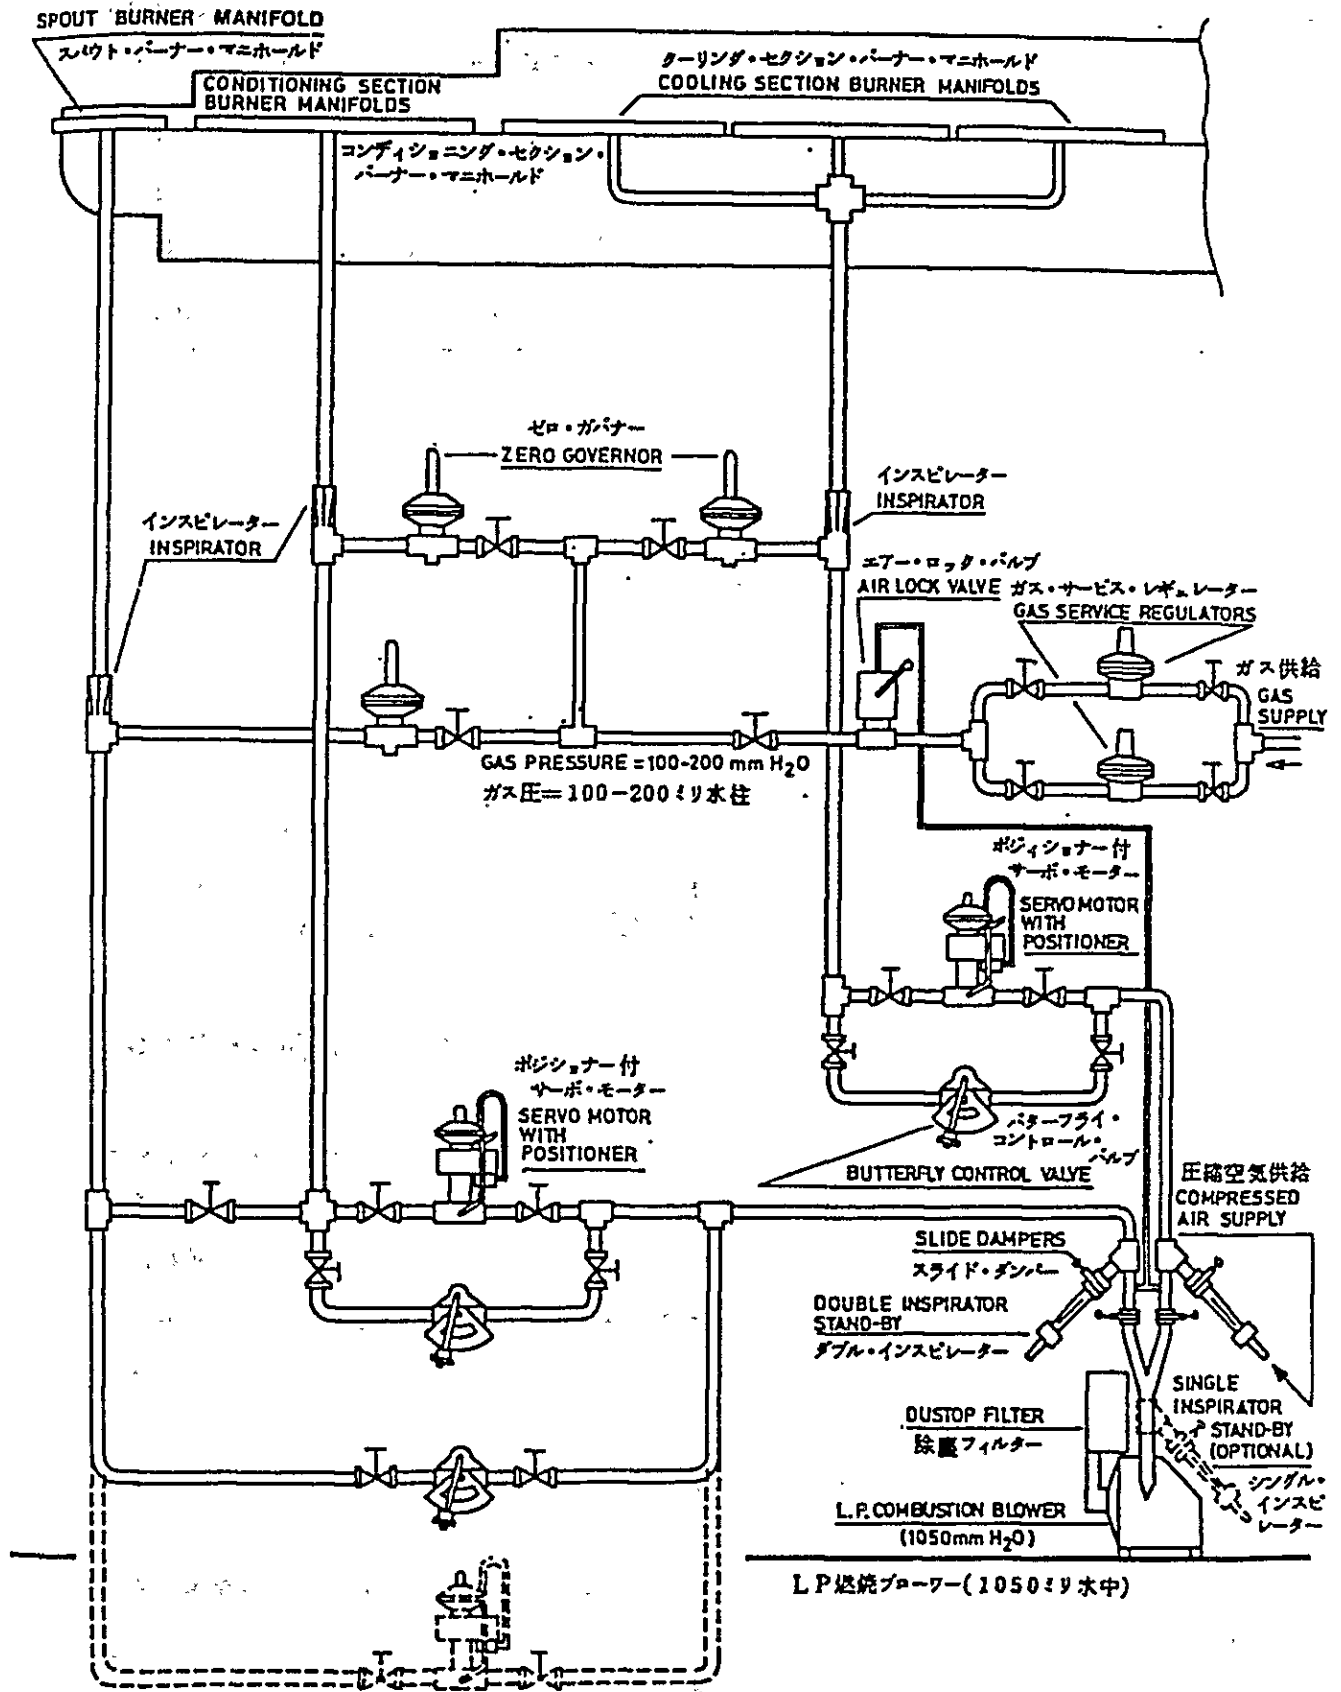 SPOUT BURNER MANIFOLD
スパウト・バーナー・マニホールド
CONDITIONING SECTION
BURNER MANIFOLDS
コンディショニング・セクション・
バーナー・マニホールド
クーリング・セクション・バーナー・マニホールド
COOLING SECTION BURNER MANIFOLDS
ゼロ・ガバナー
ZERO GOVERNOR
インスピレーター
INSPIRATOR
インスピレーター
INSPIRATOR
エアー・ロック・バルブ
AIR LOCK VALVE
ガス・サービス・レギュレーター
GAS SERVICE REGULATORS
ガス供給
GAS
SUPPLY
GAS PRESSURE = 100-200 mm H₂O
ガス圧=100-200ミリ水柱
ポジィショナー付
サーボ・モーター
SERVO MOTOR
WITH
POSITIONER
ポジショナー付
サーボ・モーター
SERVO MOTOR
WITH
POSITIONER
バターフライ・
コントロール・
バルブ
BUTTERFLY CONTROL VALVE
圧縮空気供給
COMPRESSED
AIR SUPPLY
SLIDE DAMPERS
スライド・ダンパー
DOUBLE INSPIRATOR
STAND-BY
ダブル・インスピレーター
SINGLE
INSPIRATOR
STAND-BY
(OPTIONAL)
シングル・
インスピ
レーター
DUSTOP FILTER
除塵フィルター
L.P. COMBUSTION BLOWER
(1050mm H₂O)
LP燃焼ブローワー(1050ミリ水中)